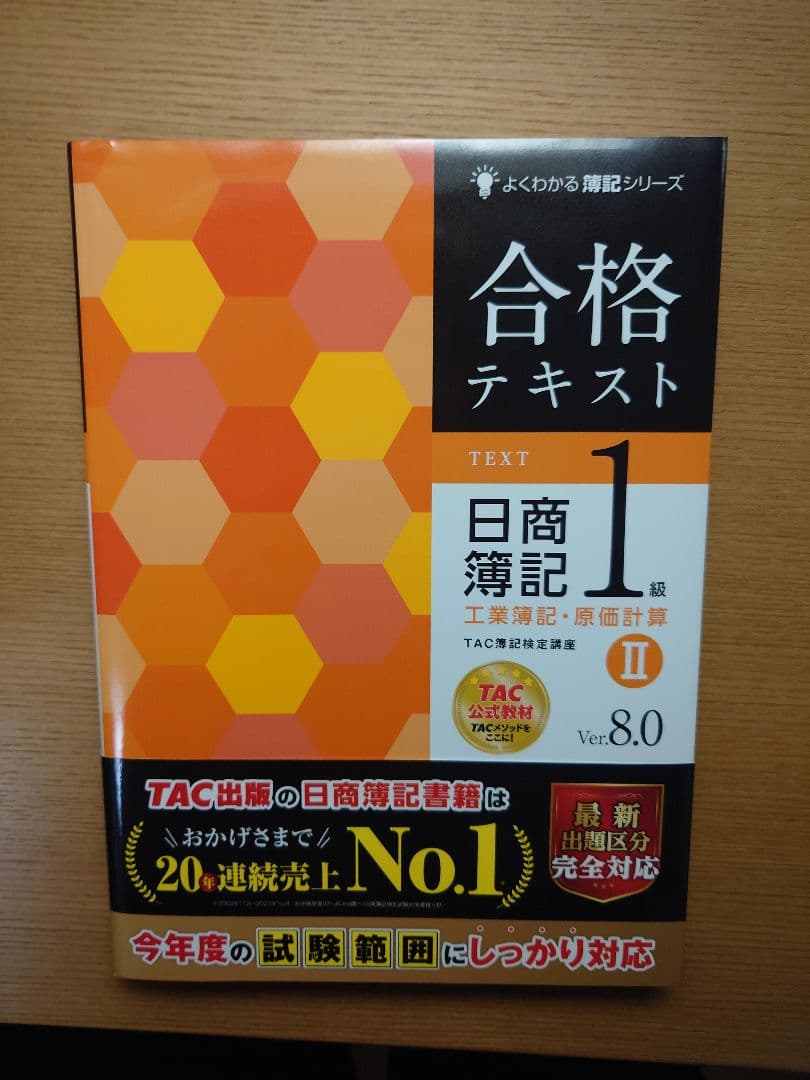 よくわかる簿記シリーズ
合格
テキスト
TEXT
日商
簿記
1級
工業簿記・原価計算
TAC簿記検定講座
II
TAC
公式教材
TACメソッドを
ここに!
Ver.8.0
TAC出版の日商簿記書籍は
\\おかげさまで//
20年連続売上No.1
最新
出題区分
完全対応
今年度の試験範囲にしっかり対応